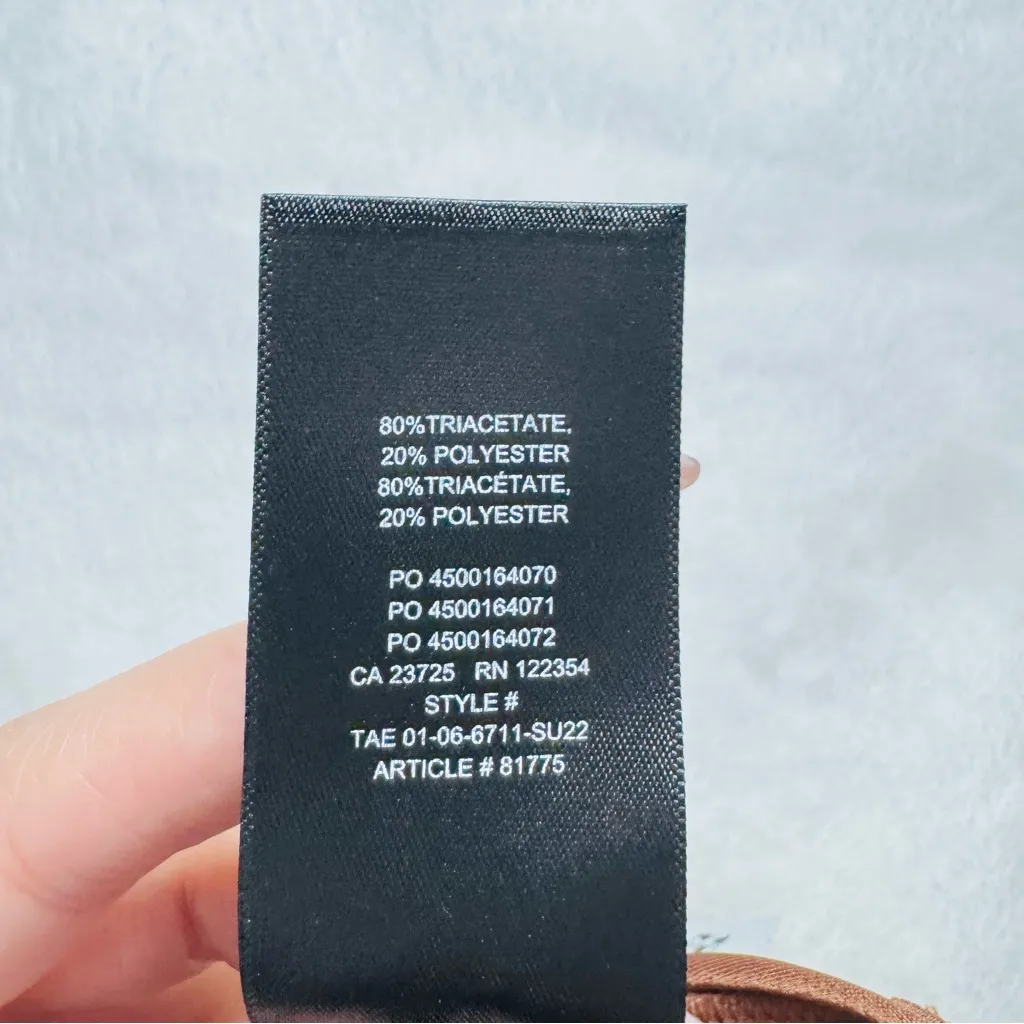 80%TRIACETATE,
20% POLYESTER
80%TRIACÉTATE,
20% POLYESTER
PO 4500164070
PO 4500164071
PO 4500164072
CA 23725 RN 122354
STYLE #
TAE 01-06-6711-SU22
ARTICLE # 81775